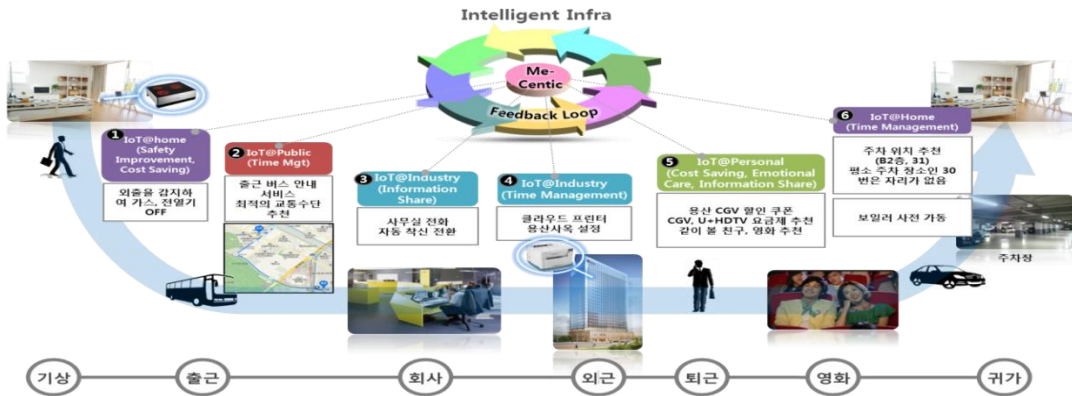 Intelligent Infra
Me-
Centic
Feedback Loop
1 IoT@home
(Safety
Improvement,
Cost Saving)
외출을 감지하
여 가스, 전열기
OFF
2 IoT@Public
(Time Mgt)
출근 버스 안내
서비스
최적의 교통수단
추천
3 IoT@Industry
(Information
Share)
사무실 전화
자동 착신 전환
4 IoT@Industry
(Time Management)
클라우드 프린터
용산사옥 설정
5 IoT@Personal
(Cost Saving, Emotional
Care, Information Share)
용산 CGV 할인 쿠폰
CGV, U+HDTV 요금제 추천
같이 볼 친구, 영화 추천
6 IoT@Home
(Time Management)
주차 위치 추천
(B2층, 31)
평소 주차 장소인 30
번은 자리가 없음
보일러 사전 가동
주차장
기상
출근
회사
외근
퇴근
영화
귀가